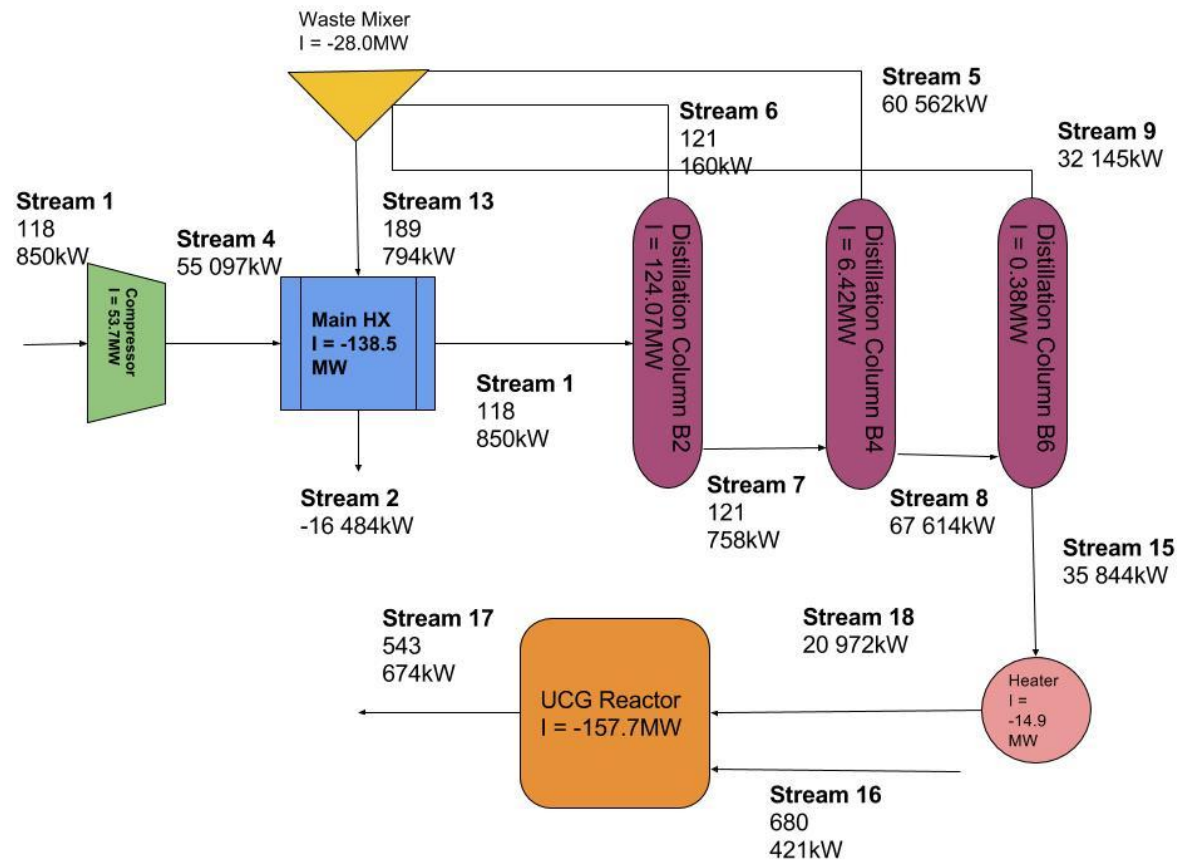 Waste Mixer
I = -28.0MW
Stream 5
60 562kW
Stream 6
121
160kW
Stream 9
32 145kW
Stream 1
118
850kW
Stream 4
55 097kW
Stream 13
189
794kW
Compressor
I = 53.7MW
Main HX
I = -138.5
MW
Distillation Column B2
I = 124.07MW
Distillation Column B4
I = 6.42MW
Distillation Column B6
I = 0.38MW
Stream 1
118
850kW
Stream 2
-16 484kW
Stream 7
121
758kW
Stream 8
67 614kW
Stream 15
35 844kW
Stream 17
543
674kW
UCG Reactor
I = -157.7MW
Stream 18
20 972kW
Heater
I =
-14.9
MW
Stream 16
680
421kW